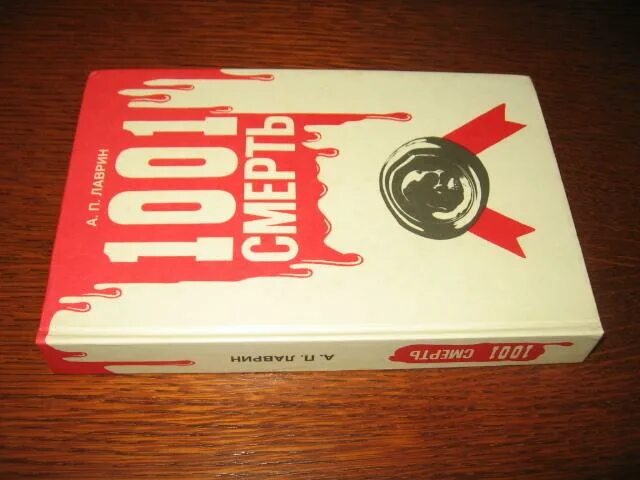 А. П. ЛАВРИН
1001
СМЕРТЬ
А. П. ЛАВРИН
1001 СМЕРТЬ